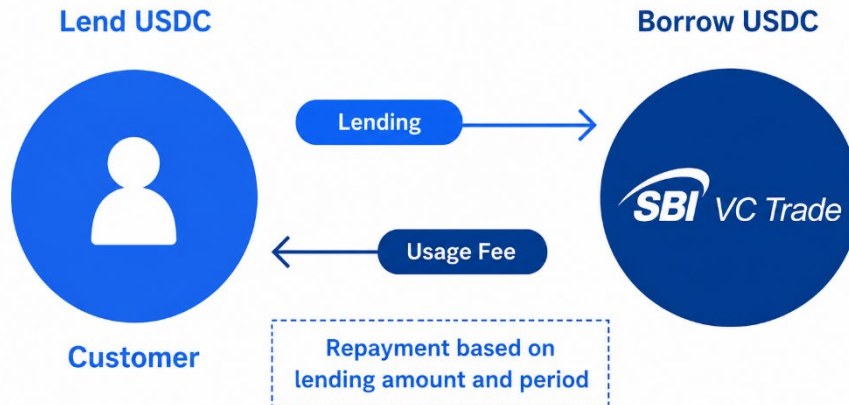 Lend USDC
Borrow USDC
Lending
SBI VC Trade
Usage Fee
Customer
Repayment based on
lending amount and period